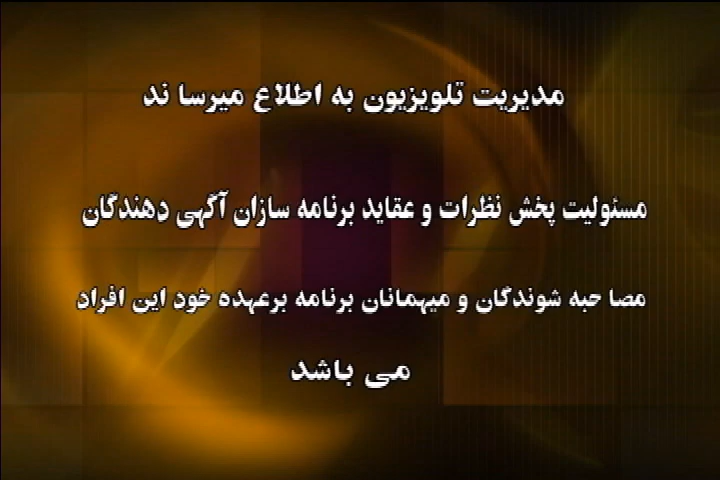 مدیریت تلویزیون به اطلاع میرسا ند
مسئولیت پخش نظرات و عقاید برنامه سازان آگهی دهندگان
مصا حبه شوندگان و میهمانان برنامه برعهده خود این افراد
می باشد